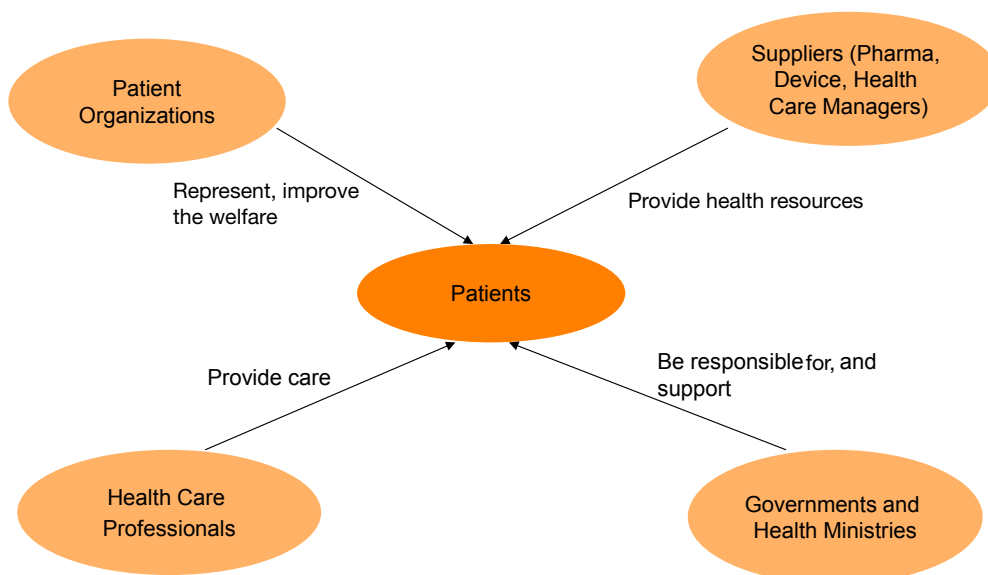 Patient
Organizations
Suppliers (Pharma,
Device, Health
Care Managers)
Represent, improve
the welfare
Provide health resources
Patients
Provide care
Be responsible for, and
support
Health Care
Professionals
Governments and
Health Ministries